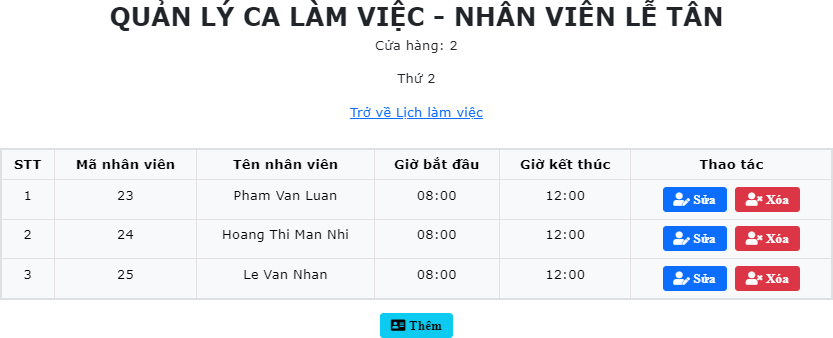 QUẢN LÝ CA LÀM VIỆC - NHÂN VIÊN LỄ TÂN
Cửa hàng: 2
Thứ 2
Trở về Lịch làm việc
STT Mã nhân viên Tên nhân viên Giờ bắt đầu Giờ kết thúc Thao tác
1 23 Pham Van Luan 08:00 12:00 Sửa Xóa
2 24 Hoang Thi Man Nhi 08:00 12:00 Sửa Xóa
3 25 Le Van Nhan 08:00 12:00 Sửa Xóa
Thêm